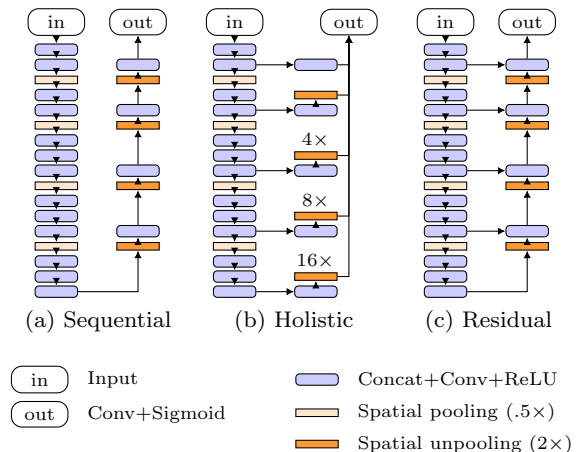 in out in out in out
4×
8×
16×
(a) Sequential (b) Holistic (c) Residual
in Input Concat+Conv+ReLU
out Conv+Sigmoid Spatial pooling (.5×)
Spatial unpooling (2×)